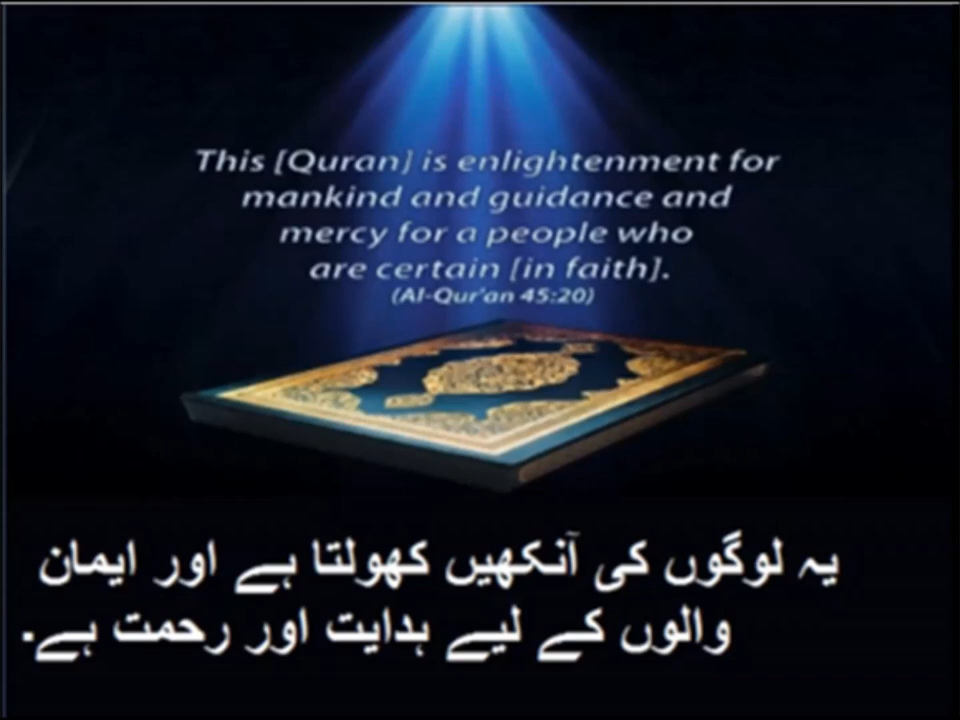 This [Quran] is enlightenment for
mankind and guidance and
mercy for a people who
are certain [in faith].
(Al-Qur'an 45:20)
یہ لوگوں کی آنکھیں کھولتا ہے اور ایمان
والوں کے لیے ہدایت اور رحمت ہے۔